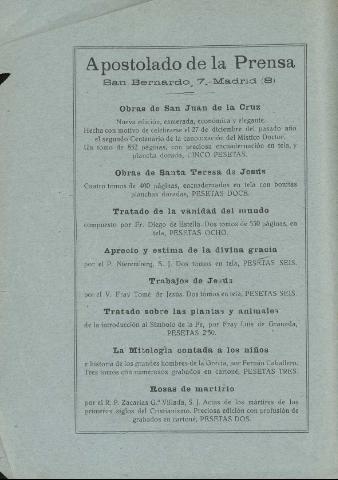 Apostolado de la Prensa
San Bernardo, 7.-Madrid (8)
Obras de San Juan de la Cruz
Nueva edición, esmerada, económica y elegante.
Hecha con motivo de celebrarse el 27 de diciembre del pasado año
el segundo Centenario de la canonización del Místico Doctor.
Un tomo de 852 páginas, con preciosa encuadernación en tela, y
plancha dorada, CINCO PESETAS.
Obras de Santa Teresa de Jesús
Cuatro tomos de 400 páginas, encuadernados en tela con bonitas
planchas doradas, PESETAS DOCE.
Tratado de la vanidad del mundo
compuesto por Fr. Diego de Estella. Dos tomos de 550 páginas, en
tela, PESETAS OCHO.
Aprecio y estima de la divina gracia
por el P. Nieremberg, S. J. Dos tomos en tela, PESETAS SEIS.
Trabajos de Jesús
por el V. Fray Tomé de Jesús. Dos tomos en tela, PESETAS SEIS.
Tratado sobre las plantas y animales
de la introducción al Símbolo de la Fe, por Fray Luis de Granada,
PESETAS 2'50.
La Mitología contada a los niños
e historia de los grandes hombres de la Grecia, por Fernán Caballero.
Tres tomos con numerosos grabados en cartoné, PESETAS TRES.
Rosas de martirio
por el R. P. Zacarías G.ª Villada, S. J. Actas de los mártires de los
primeros siglos del Cristianismo. Preciosa edición con profusión de
grabados en cartoné, PESETAS DOS.